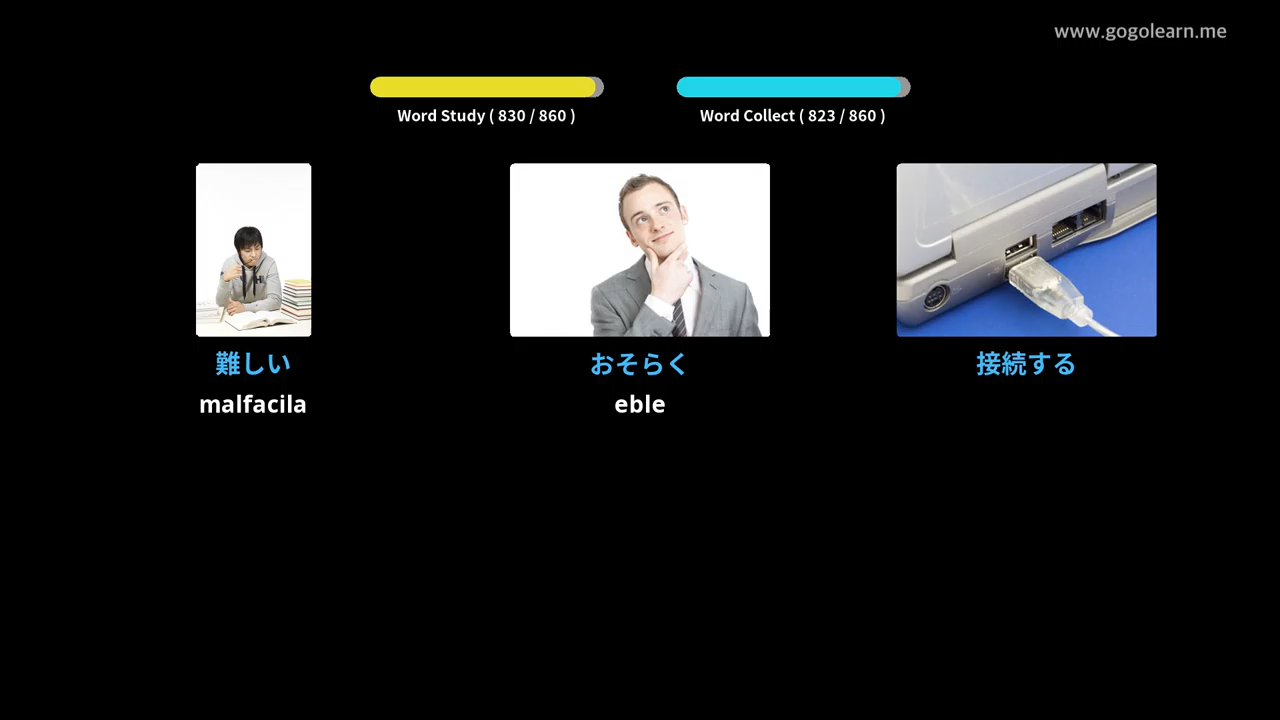 www.gogolearn.me
Word Study ( 830 / 860 )
Word Collect ( 823 / 860 )
難しい
malfacila
おそらく
eble
接続する